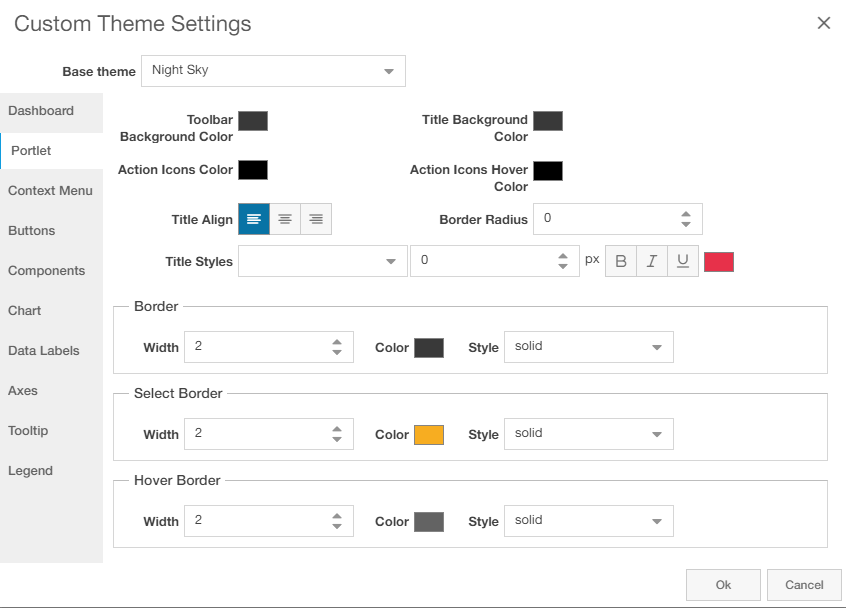 Custom Theme Settings
Base theme Night Sky
Dashboard
Portlet
Context Menu
Buttons
Components
Chart
Data Labels
Axes
Tooltip
Legend
Toolbar
Background Color
Title Background
Color
Action Icons Color
Action Icons Hover
Color
Title Align
Border Radius 0
Title Styles 0 px B I U
Border
Width 2 Color Style solid
Select Border
Width 2 Color Style solid
Hover Border
Width 2 Color Style solid
Ok Cancel